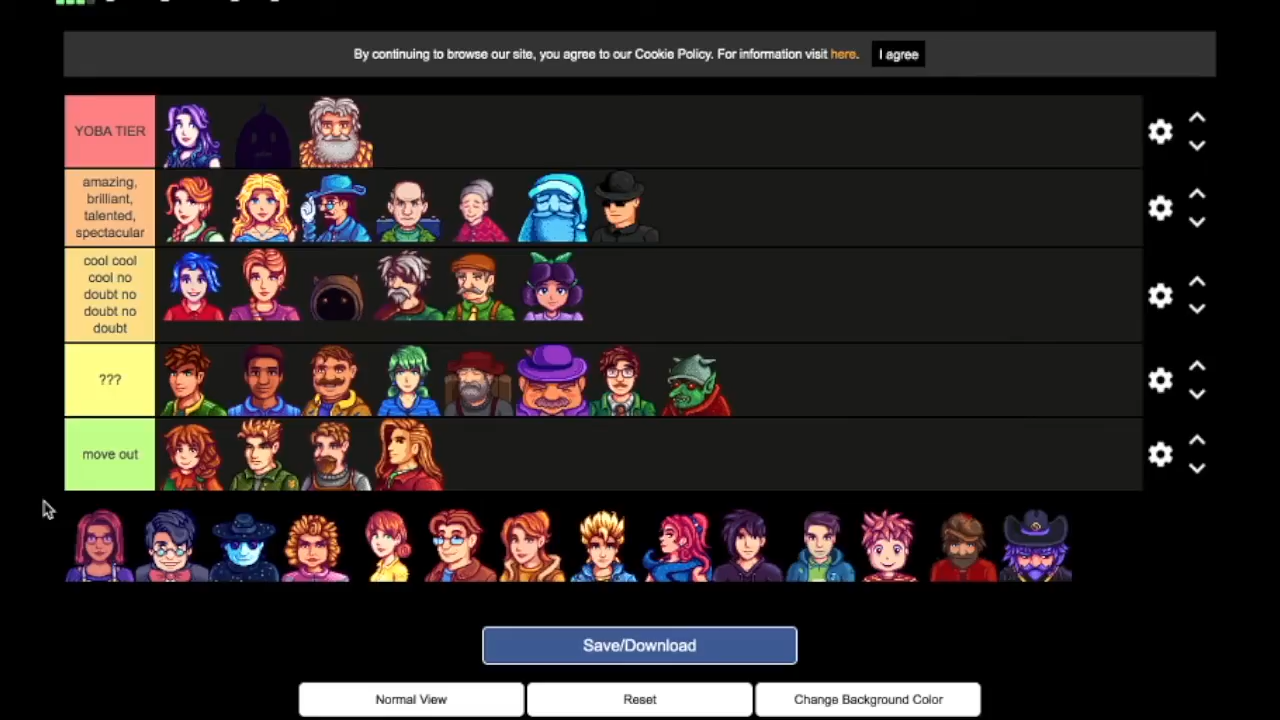 By continuing to browse our site, you agree to our Cookie Policy. For information visit here.
I agree
YOBA TIER
amazing,
brilliant,
talented,
spectacular
cool cool
cool no
doubt no
doubt no
doubt
???
move out
Save/Download
Normal View
Reset
Change Background Color